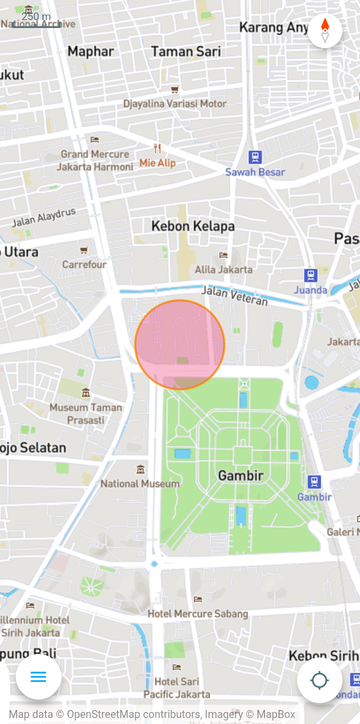 250 m
National Archive
Karang Any
Maphar
Taman Sari
ukut
Djayalina Variasi Motor
Grand Mercure
Jakarta Harmoni
Mie Alip
Sawah Besar
Jalan Alaydrus
Kebon Kelapa
Pas
o Utara
Carrefour
Alila Jakarta
Juanda
Jalan Veteran
Jal
Jakarta
Museum Taman
Prasasti
ojo Selatan
National Museum
Gambir
Gambir
Galeri N
Hotel Mercure Sabang
illennium Hotel
Sirih Jakarta
pung Bali
Kebon Sirih
Hotel Sari
Pacific Jakarta
ondan
Map data © OpenStreetMap contributors, Imagery © MapBox